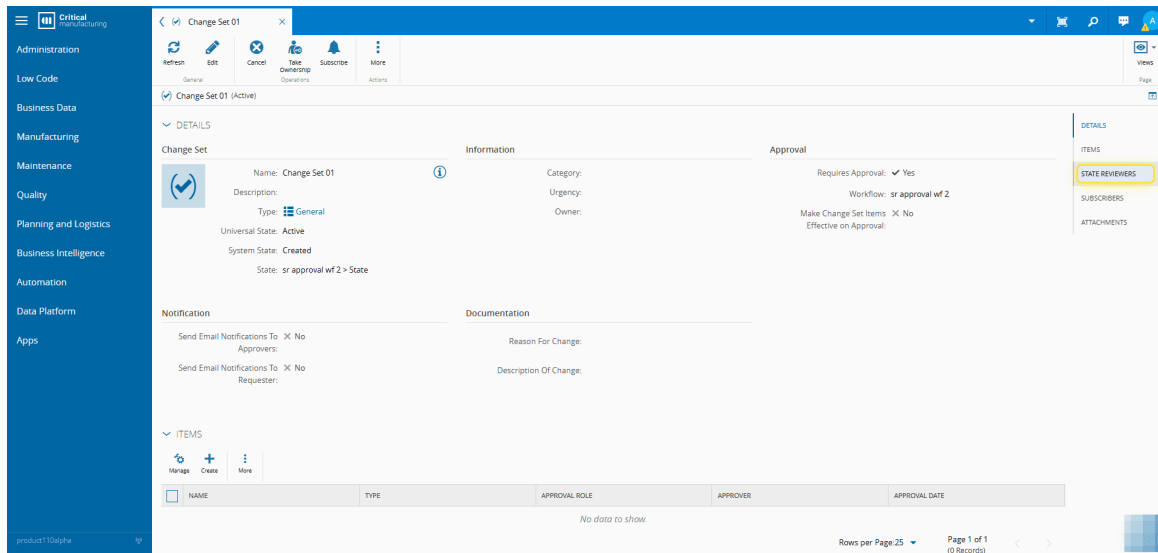 Critical
manufacturing
Change Set 01
A
Administration
Low Code
Business Data
Manufacturing
Maintenance
Quality
Planning and Logistics
Business Intelligence
Automation
Data Platform
Apps
product110alpha
Refresh Edit Cancel Take Ownership Subscribe More Views
General Operations Actions Page
Change Set 01 (Active)
DETAILS
Change Set
Name: Change Set 01
Description:
Type: General
Universal State: Active
System State: Created
State: sr approval wf 2 > State
Information
Category:
Urgency:
Owner:
Approval
Requires Approval: Yes
Workflow: sr approval wf 2
Make Change Set Items No
Effective on Approval:
Notification
Send Email Notifications To No
Approvers:
Send Email Notifications To No
Requester:
Documentation
Reason For Change:
Description Of Change:
DETAILS
ITEMS
STATE REVIEWERS
SUBSCRIBERS
ATTACHMENTS
ITEMS
Manage Create More
NAME TYPE APPROVAL ROLE APPROVER APPROVAL DATE
No data to show.
Rows per Page:25 Page 1 of 1
(0 Records)